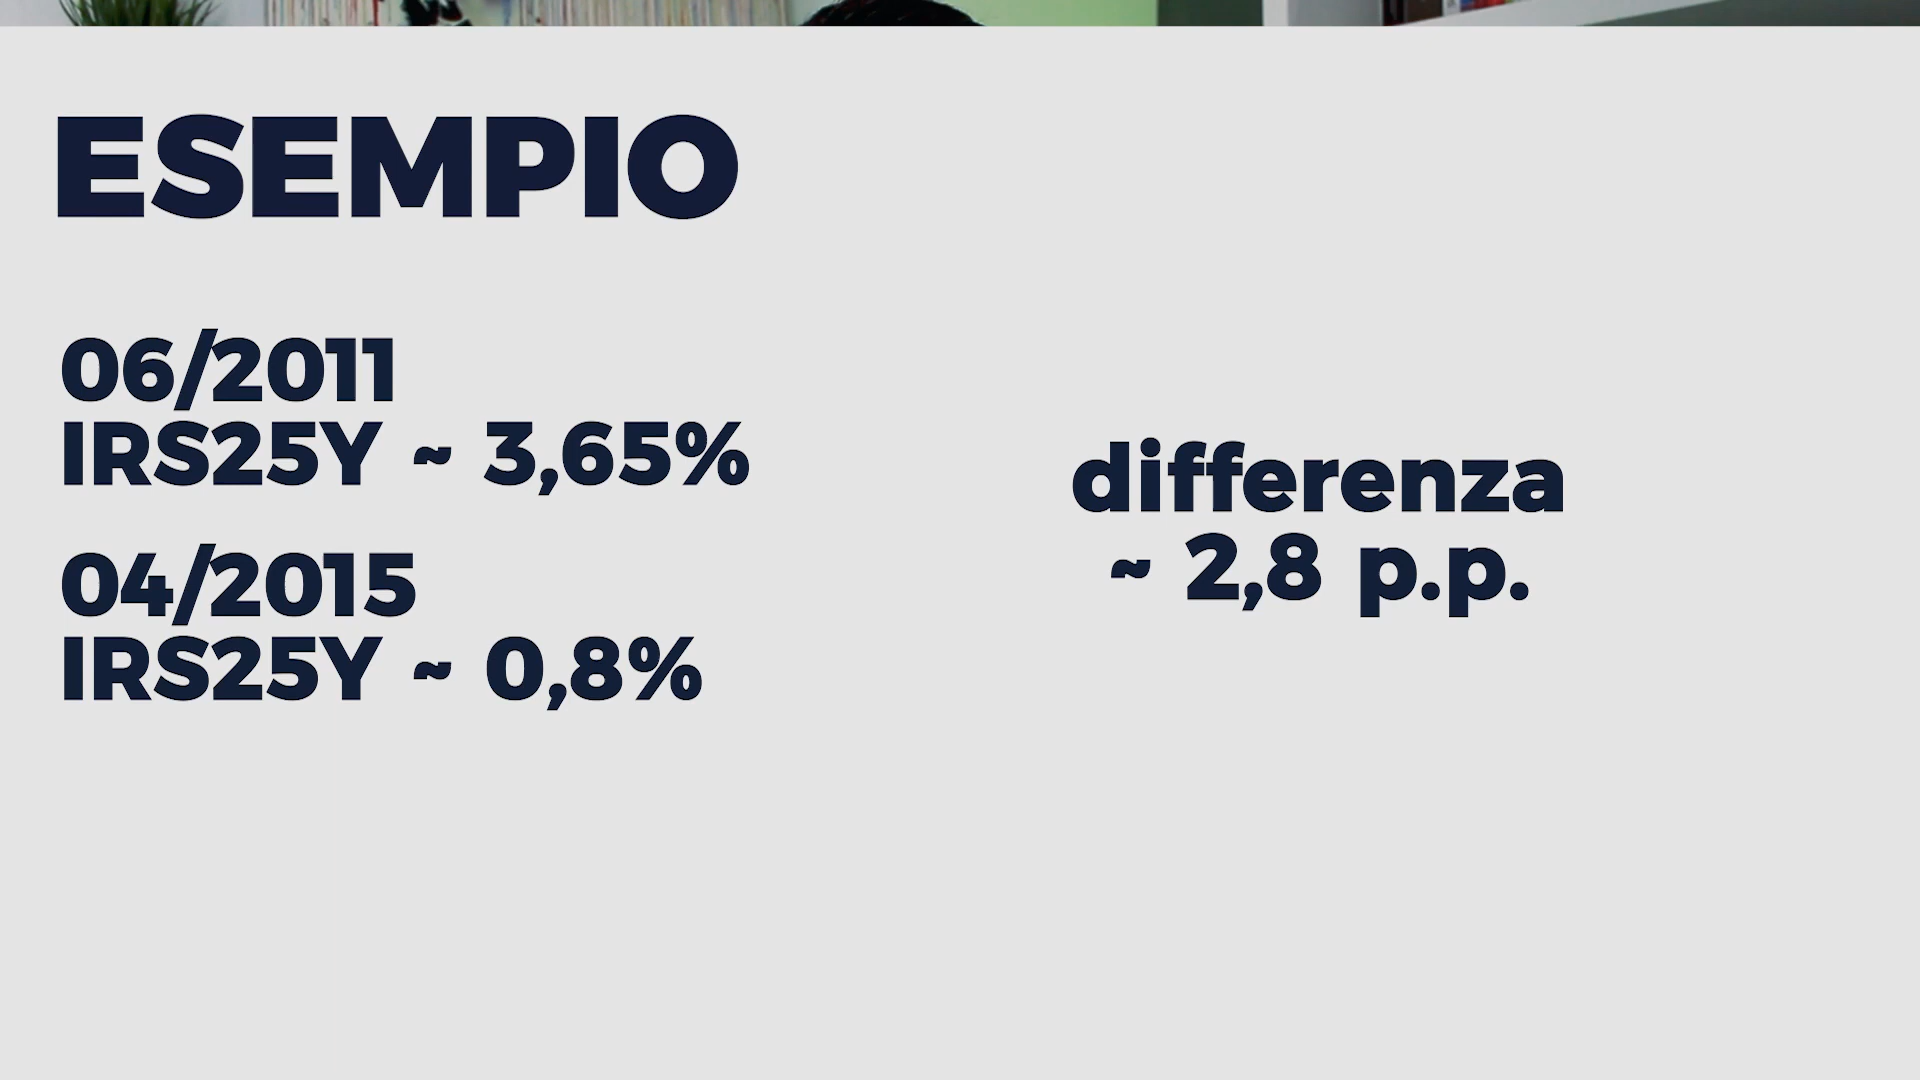 ESEMPIO
06/2011
IRS25Y ~ 3,65%
04/2015
IRS25Y ~ 0,8%
differenza
~ 2,8 p.p.